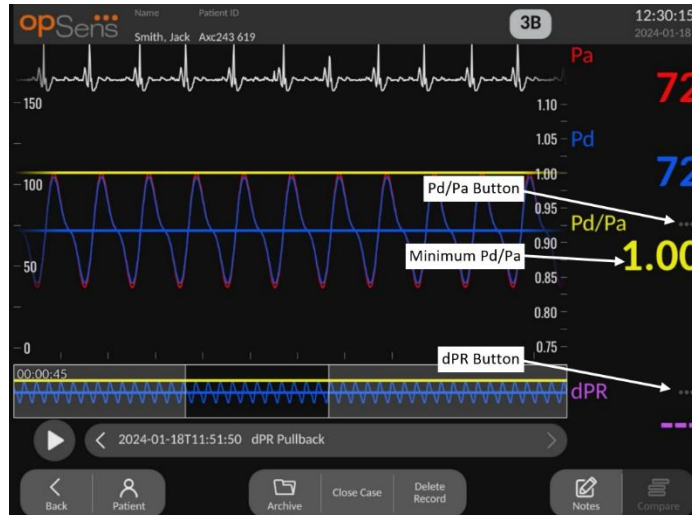 opSens
Name Patient ID
Smith, Jack Axc243 619
3B
12:30:15
2024-01-18
Pa
72
150
1.10
1.05
Pd
72
100
1.00
Pd/Pa Button
0.95
Pd/Pa
0.90
Minimum Pd/Pa
1.00
50
0.85
0.80
0
0.75
dPR Button
00:00:45
dPR
---
2024-01-18T11:51:50 dPR Pullback
Back Patient Archive Close Case Delete Record Notes Compare